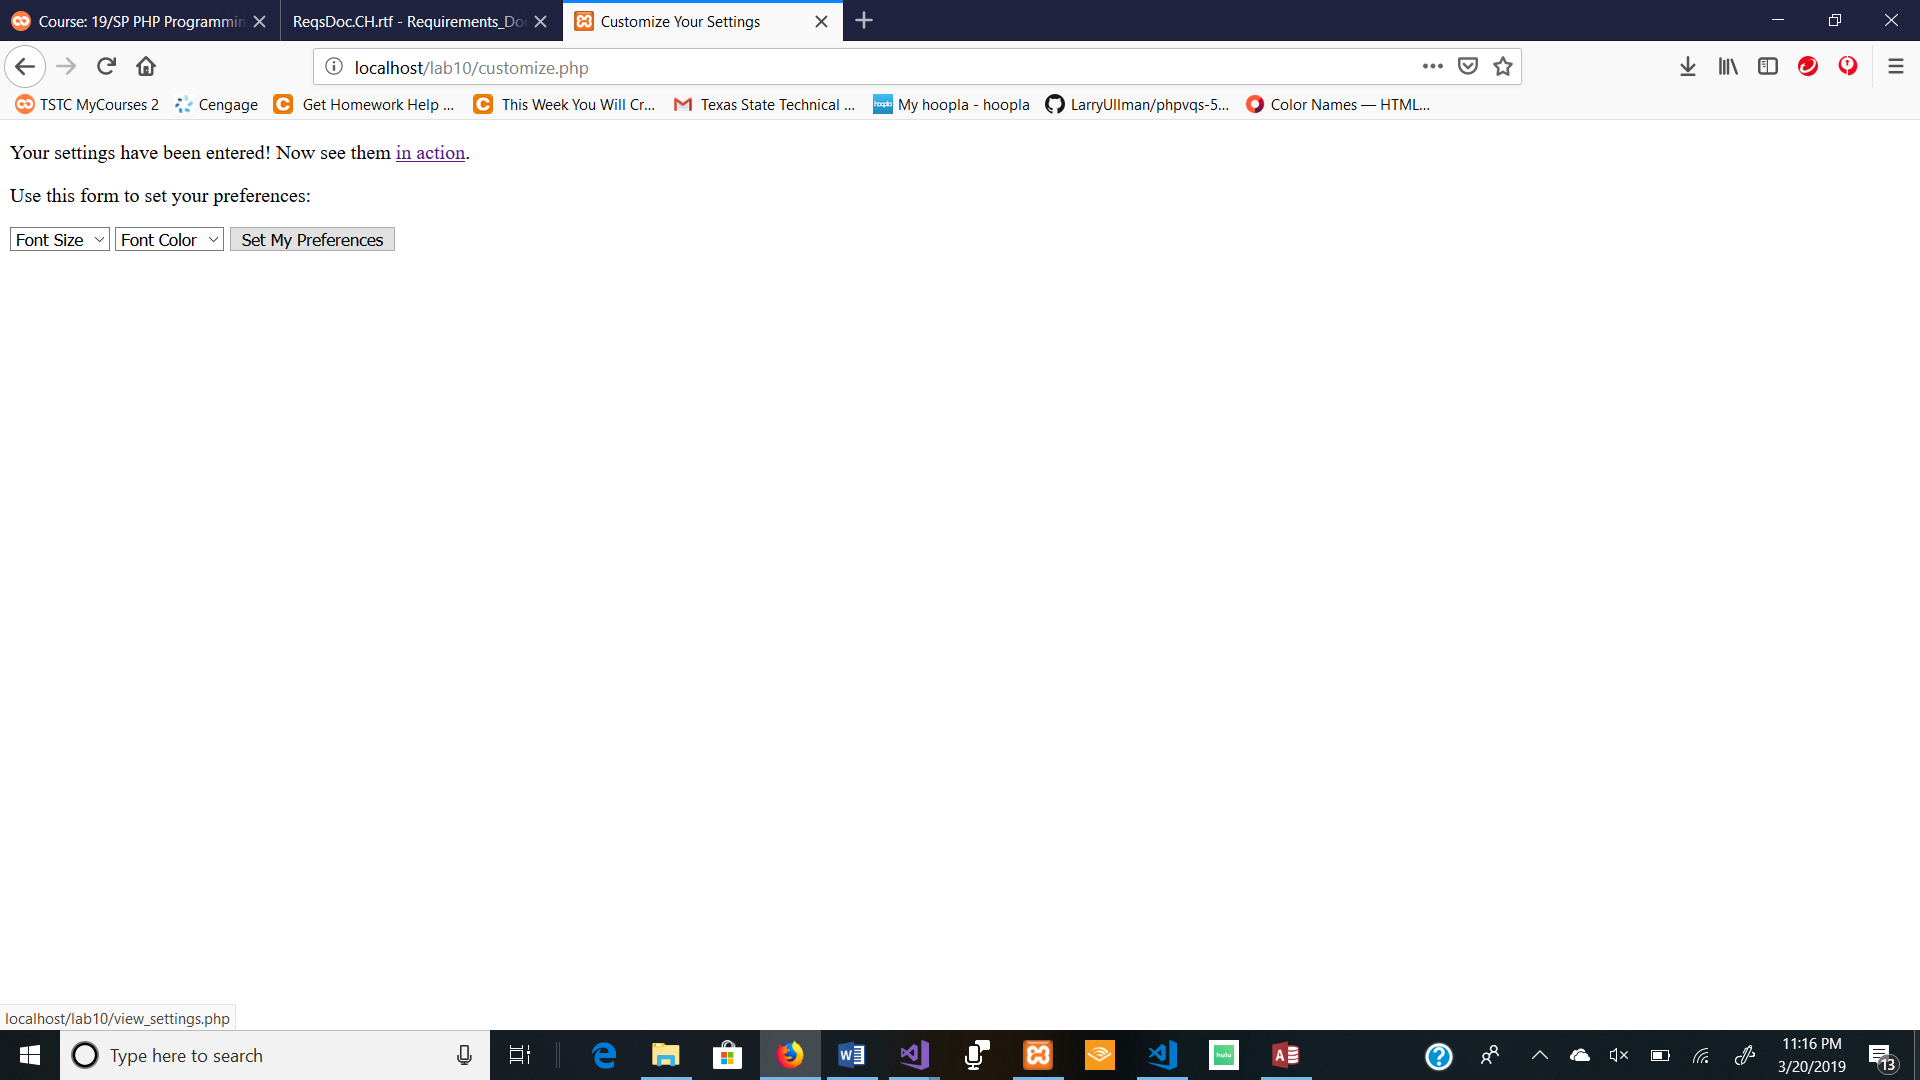 Course: 19/SP PHP Programmin
ReqsDoc.CH.rtf - Requirements_Do
Customize Your Settings
localhost/lab10/customize.php
TSTC MyCourses 2
Cengage
Get Homework Help ...
This Week You Will Cr...
Texas State Technical ...
hoopla
My hoopla - hoopla
LarryUllman/phpvqs-5...
Color Names — HTML...
Your settings have been entered! Now see them in action.
Use this form to set your preferences:
Font Size Font Color Set My Preferences
localhost/lab10/view_settings.php
Type here to search
hulu
11:16 PM
3/20/2019
13